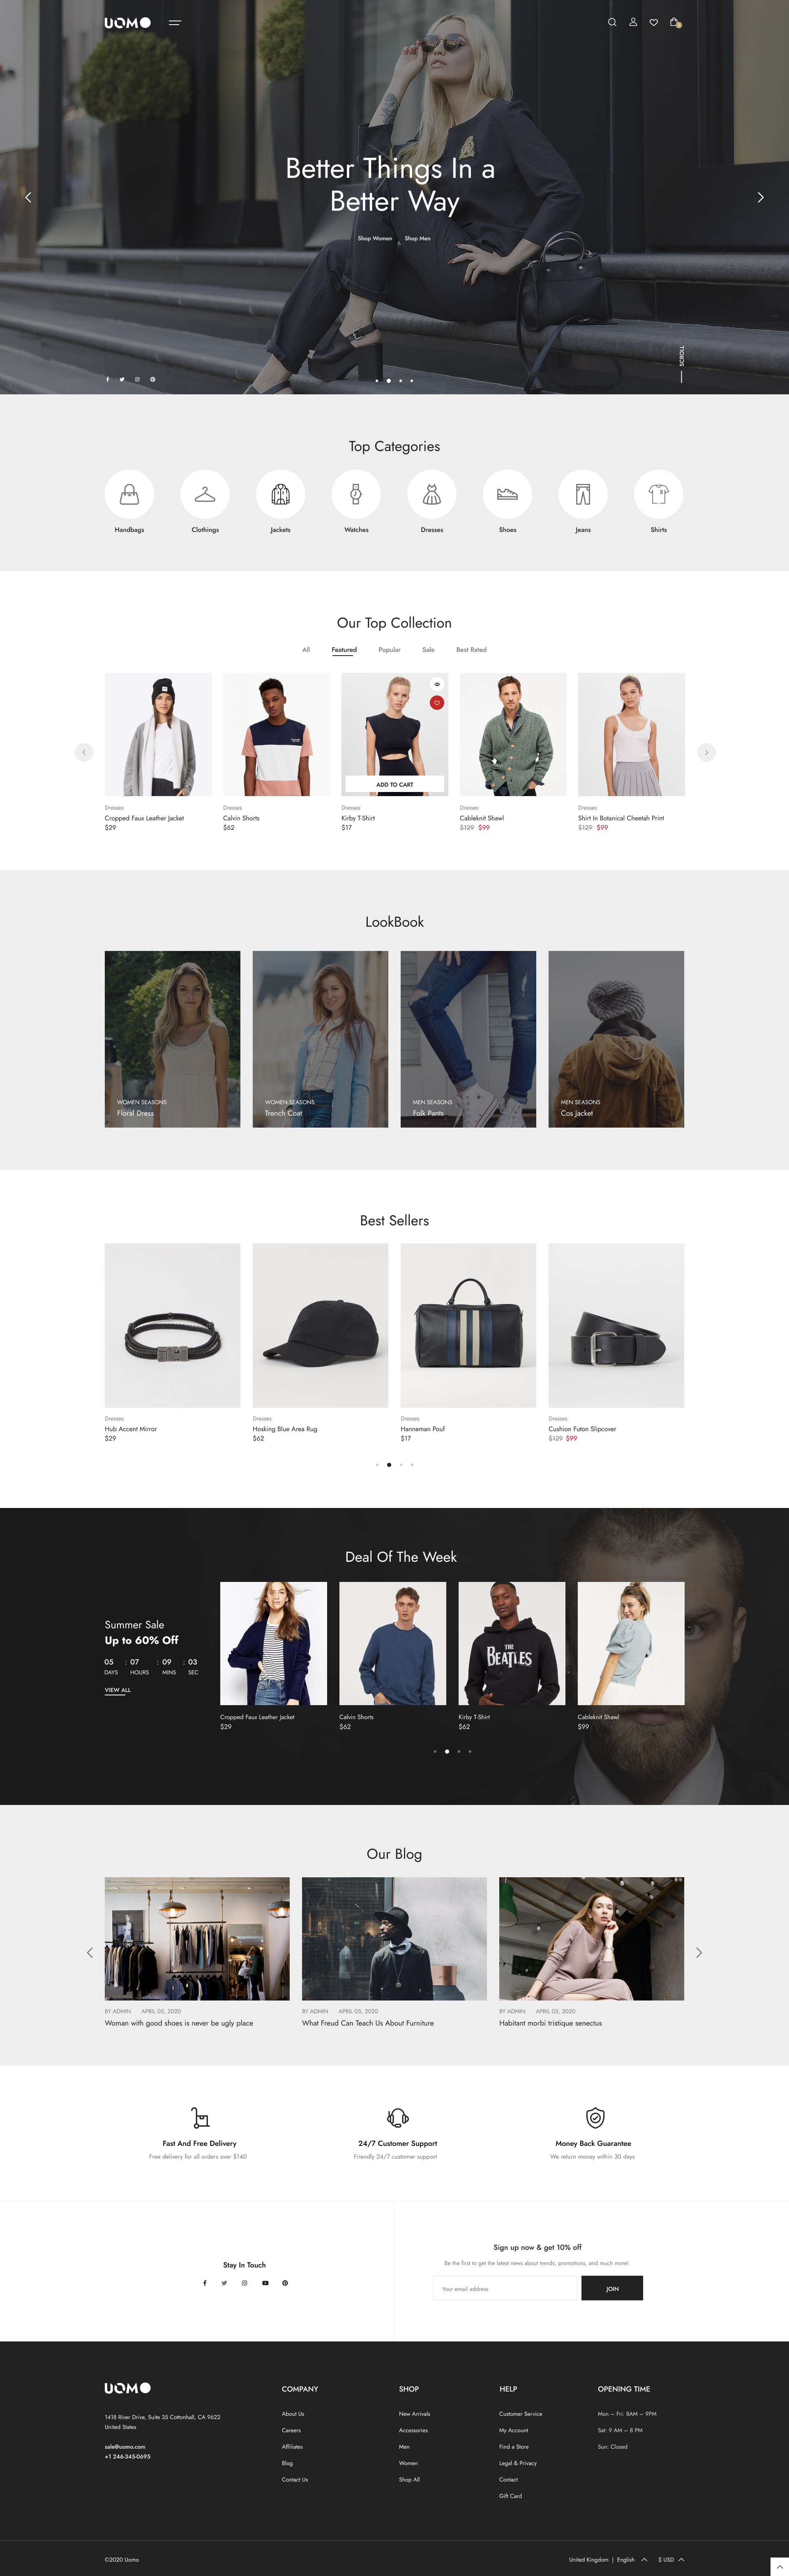 UOMO
Better Things In a
Better Way
Shop Women
Shop Men
SCROLL
Top Categories
Handbags
Clothings
Jackets
Watches
Dresses
Shoes
Jeans
Shirts
Our Top Collection
All
Featured
Popular
Sale
Best Rated
ADD TO CART
Dresses
Cropped Faux Leather Jacket
$29
Dresses
Calvin Shorts
$62
Dresses
Kirby T-Shirt
$17
Dresses
Cableknit Shawl
$129 $99
Dresses
Shirt In Botanical Cheetah Print
$129 $99
LookBook
WOMEN SEASONS
Floral Dress
WOMEN SEASONS
Trench Coat
MEN SEASONS
Folk Pants
MEN SEASONS
Cos Jacket
Best Sellers
Dresses
Hub Accent Mirror
$29
Dresses
Hosking Blue Area Rug
$62
Dresses
Hanneman Pouf
$17
Dresses
Cushion Futon Slipcover
$129 $99
Deal Of The Week
Summer Sale
Up to 60% Off
05 : 07 : 09 : 03
DAYS HOURS MINS SEC
VIEW ALL
THE
BEATLES
Cropped Faux Leather Jacket
$29
Calvin Shorts
$62
Kirby T-Shirt
$62
Cableknit Shawl
$99
Our Blog
BY ADMIN APRIL 05, 2020
Woman with good shoes is never be ugly place
BY ADMIN APRIL 05, 2020
What Freud Can Teach Us About Furniture
BY ADMIN APRIL 05, 2020
Habitant morbi tristique senectus
Fast And Free Delivery
Free delivery for all orders over $140
24/7 Customer Support
Friendly 24/7 customer support
Money Back Guarantee
We return money within 30 days
Stay In Touch
Sign up now & get 10% off
Be the first to get the latest news about trends, promotions, and much more!
Your email address
JOIN
UOMO
1418 River Drive, Suite 35 Cottonhall, CA 9622
United States
sale@uomo.com
+1 246-345-0695
COMPANY
About Us
Careers
Affiliates
Blog
Contact Us
SHOP
New Arrivals
Accessories
Men
Women
Shop All
HELP
Customer Service
My Account
Find a Store
Legal & Privacy
Contact
Gift Card
OPENING TIME
Mon – Fri: 8AM – 9PM
Sat: 9 AM – 8 PM
Sun: Closed
©2020 Uomo
United Kingdom | English
$ USD